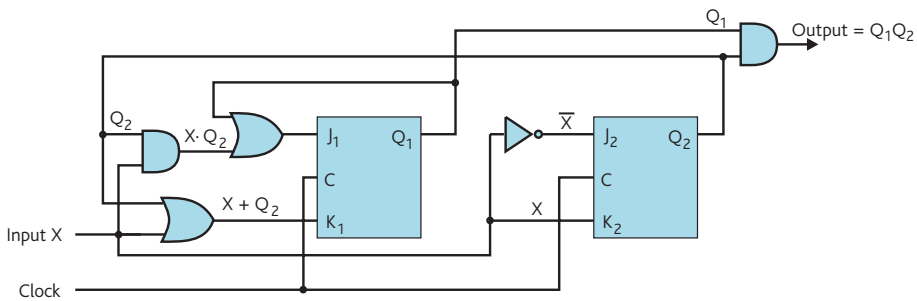 Q₁
Output = Q₁Q₂
Q₂
X· Q₂
X̅
J₁
Q₁
J₂
Q₂
C
C
X + Q₂
X
K₁
K₂
Input X
Clock